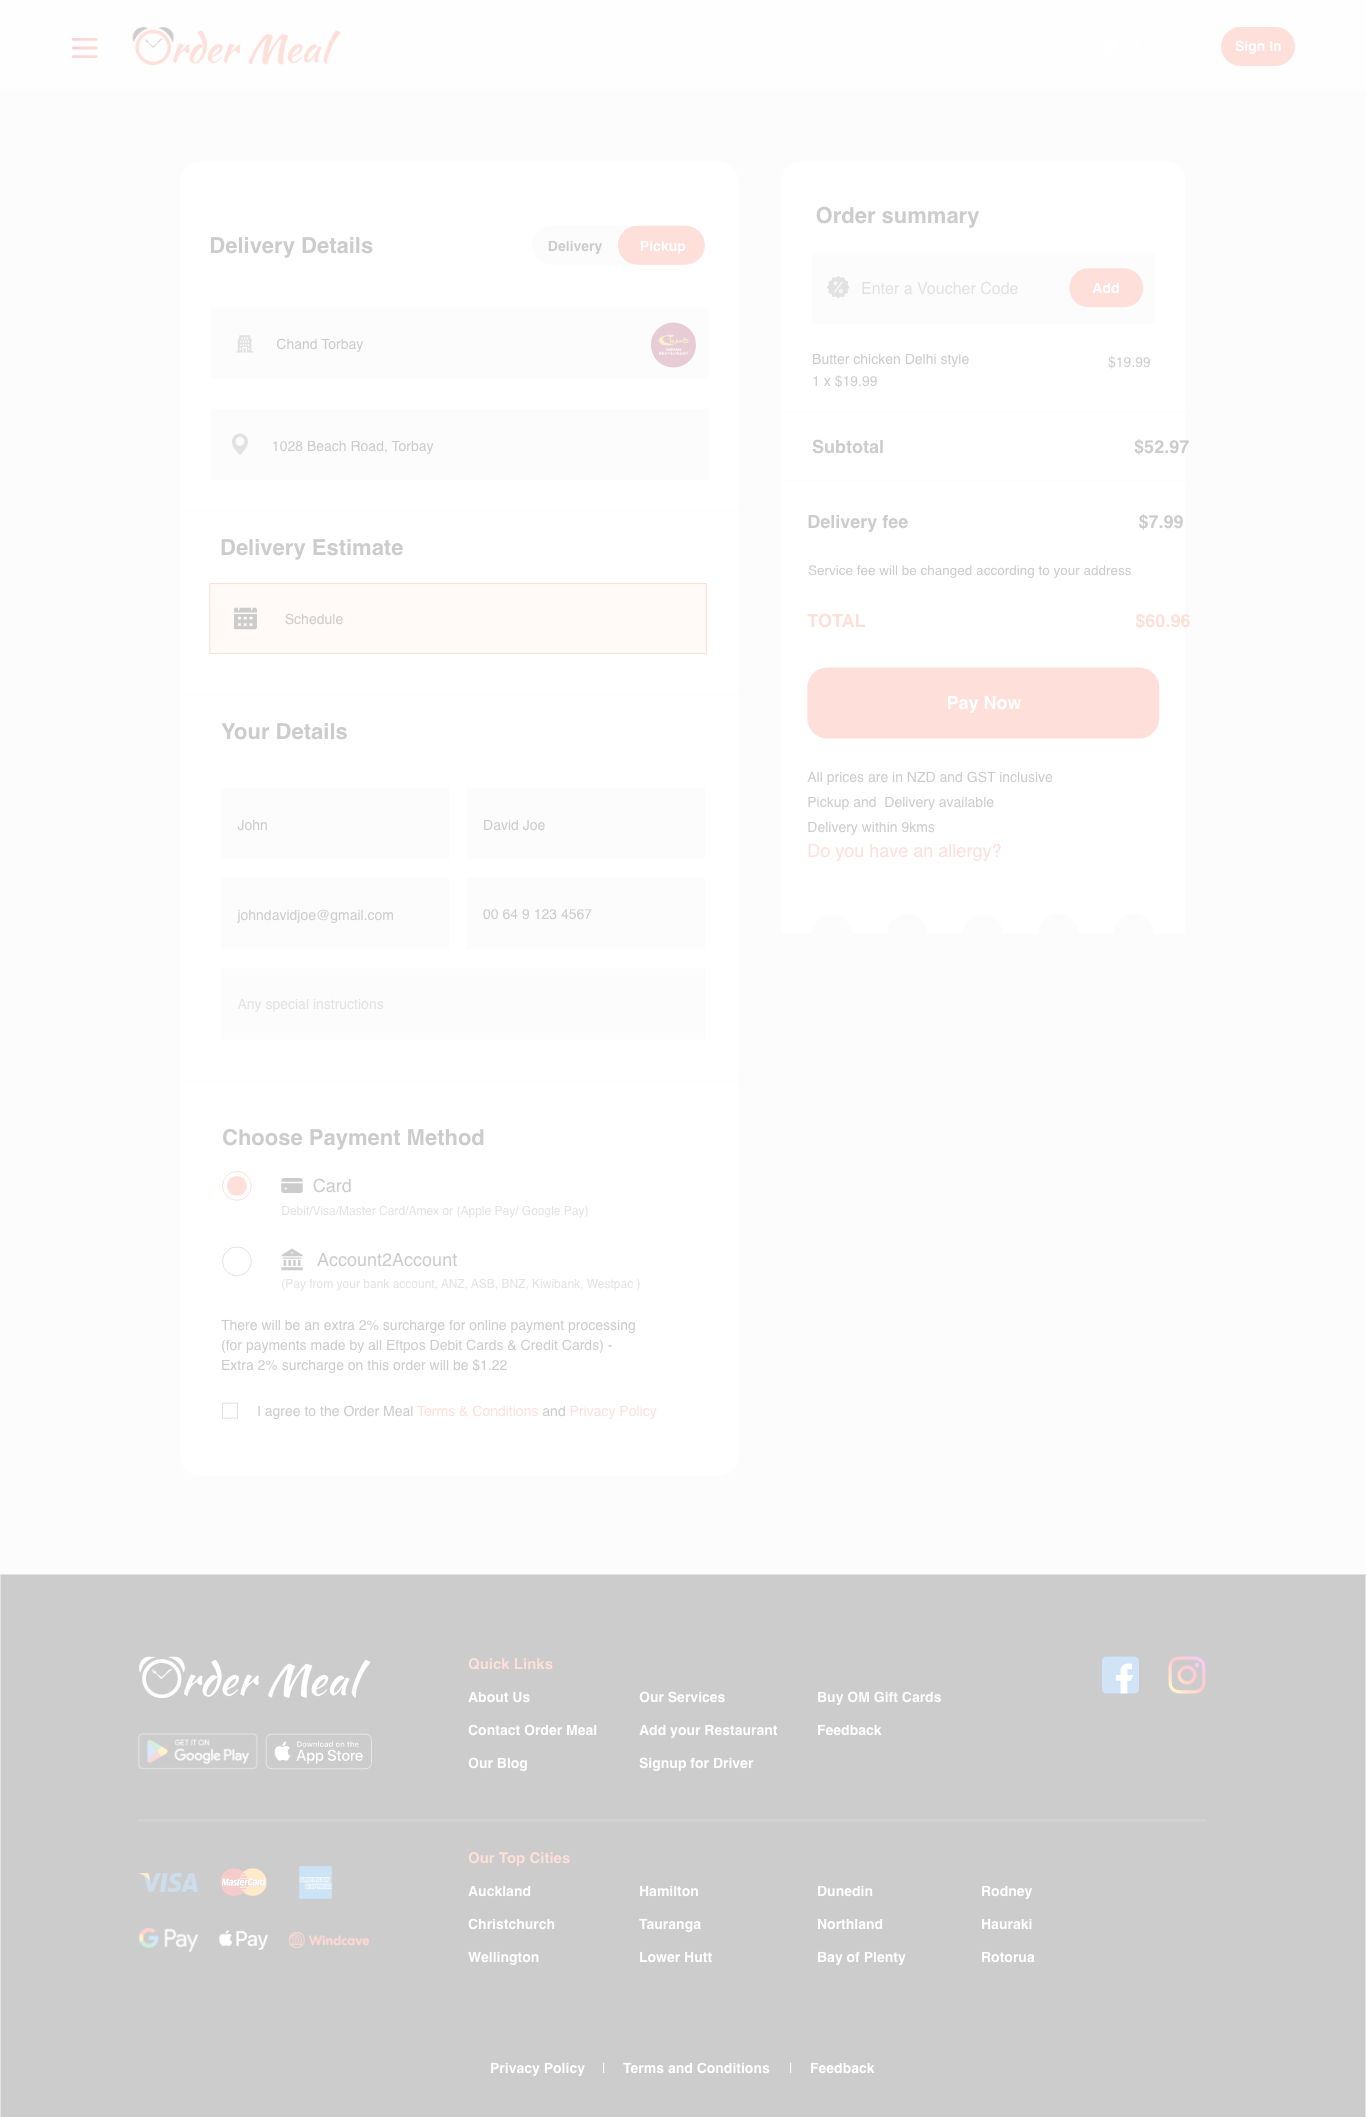 Order Meal
Sign In
Delivery Details
Delivery
Pickup
Chand Torbay
Chand
INDIAN
RESTAURANT
1028 Beach Road, Torbay
Delivery Estimate
Schedule
Your Details
John
David Joe
johndavidjoe@gmail.com
00 64 9 123 4567
Any special instructions
Choose Payment Method
Card
Debit/Visa/Master Card/Amex or (Apple Pay/ Google Pay)
Account2Account
(Pay from your bank account, ANZ, ASB, BNZ, Kiwibank, Westpac )
There will be an extra 2% surcharge for online payment processing
(for payments made by all Eftpos Debit Cards & Credit Cards) -
Extra 2% surcharge on this order will be $1.22
I agree to the Order Meal Terms & Conditions and Privacy Policy
Order summary
Enter a Voucher Code
Add
Butter chicken Delhi style
$19.99
1 x $19.99
Subtotal
$52.97
Delivery fee
$7.99
Service fee will be changed according to your address
TOTAL
$60.96
Pay Now
All prices are in NZD and GST inclusive
Pickup and  Delivery available
Delivery within 9kms
Do you have an allergy?
Order Meal
GET IT ON
Google Play
Download on the
App Store
Quick Links
About Us
Our Services
Buy OM Gift Cards
Contact Order Meal
Add your Restaurant
Feedback
Our Blog
Signup for Driver
VISA
MasterCard
AMERICAN EXPRESS
G Pay
Pay
Windcave
Our Top Cities
Auckland
Hamilton
Dunedin
Rodney
Christchurch
Tauranga
Northland
Hauraki
Wellington
Lower Hutt
Bay of Plenty
Rotorua
Privacy Policy | Terms and Conditions | Feedback